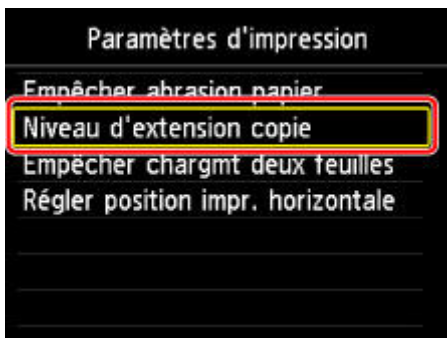 Paramètres d'impression
Empêcher abrasion papier
Niveau d'extension copie
Empêcher chargmt deux feuilles
Régler position impr. horizontale